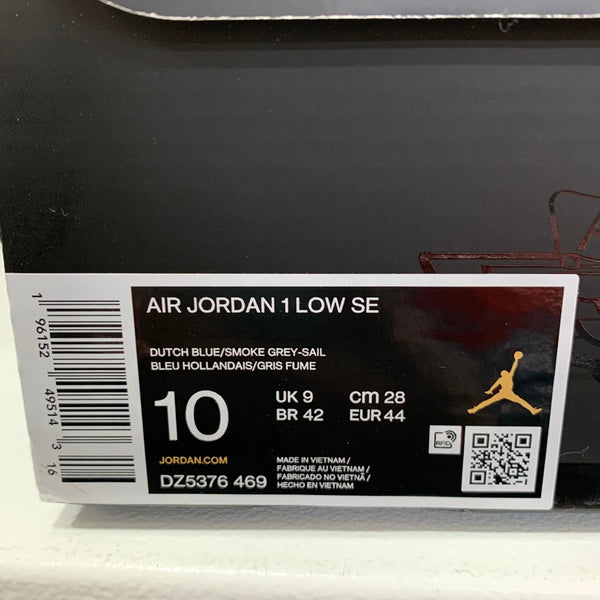 AIR JORDAN 1 LOW SE
DUTCH BLUE/SMOKE GREY-SAIL
BLEU HOLLANDAIS/GRIS FUME
10
UK 9
cm 28
BR 42
EUR 44
JORDAN.COM
DZ5376 469
MADE IN VIETNAM /
FABRIQUE AU VIETNAM /
FABRICADO NO VIETNÃ /
HECHO EN VIETNAM
RFID
1 96152 49514 3
16